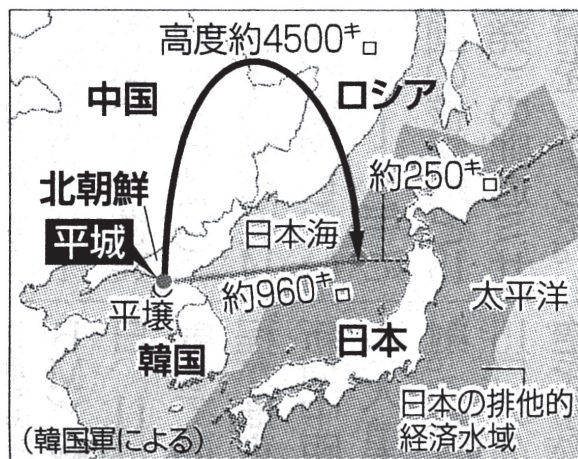 高度約4500㌔
中国
ロシア
北朝鮮
約250㌔
平城
日本海
約960㌔
太平洋
平壌
韓国
日本
日本の排他的
経済水域
(韓国軍による)